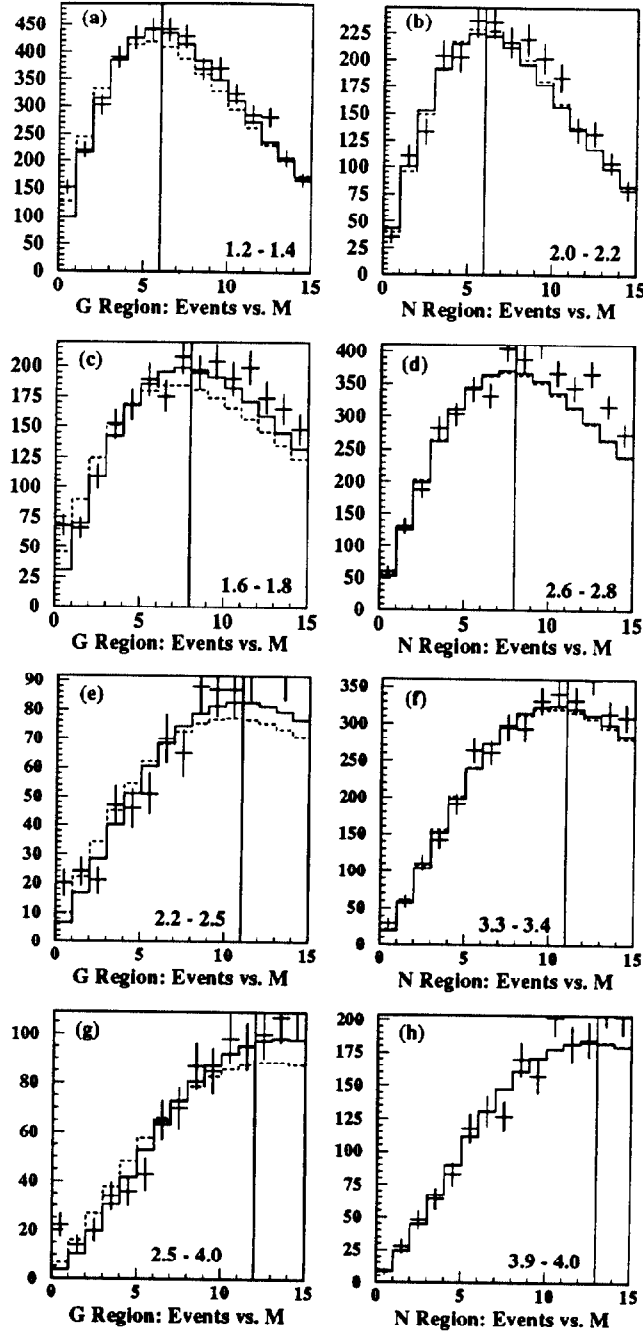 (a)
450
400
350
300
250
200
150
100
50
0
1.2 - 1.4
0 5 10 15
G Region: Events vs. M
(b)
225
200
175
150
125
100
75
50
25
0
2.0 - 2.2
0 5 10 15
N Region: Events vs. M
(c)
200
175
150
125
100
75
50
25
0
1.6 - 1.8
0 5 10 15
G Region: Events vs. M
(d)
400
350
300
250
200
150
100
50
0
2.6 - 2.8
0 5 10 15
N Region: Events vs. M
(e)
90
80
70
60
50
40
30
20
10
0
2.2 - 2.5
0 5 10 15
G Region: Events vs. M
(f)
350
300
250
200
150
100
50
0
3.3 - 3.4
0 5 10 15
N Region: Events vs. M
(g)
100
80
60
40
20
0
2.5 - 4.0
0 5 10 15
G Region: Events vs. M
(h)
200
175
150
125
100
75
50
25
0
3.9 - 4.0
0 5 10 15
N Region: Events vs. M